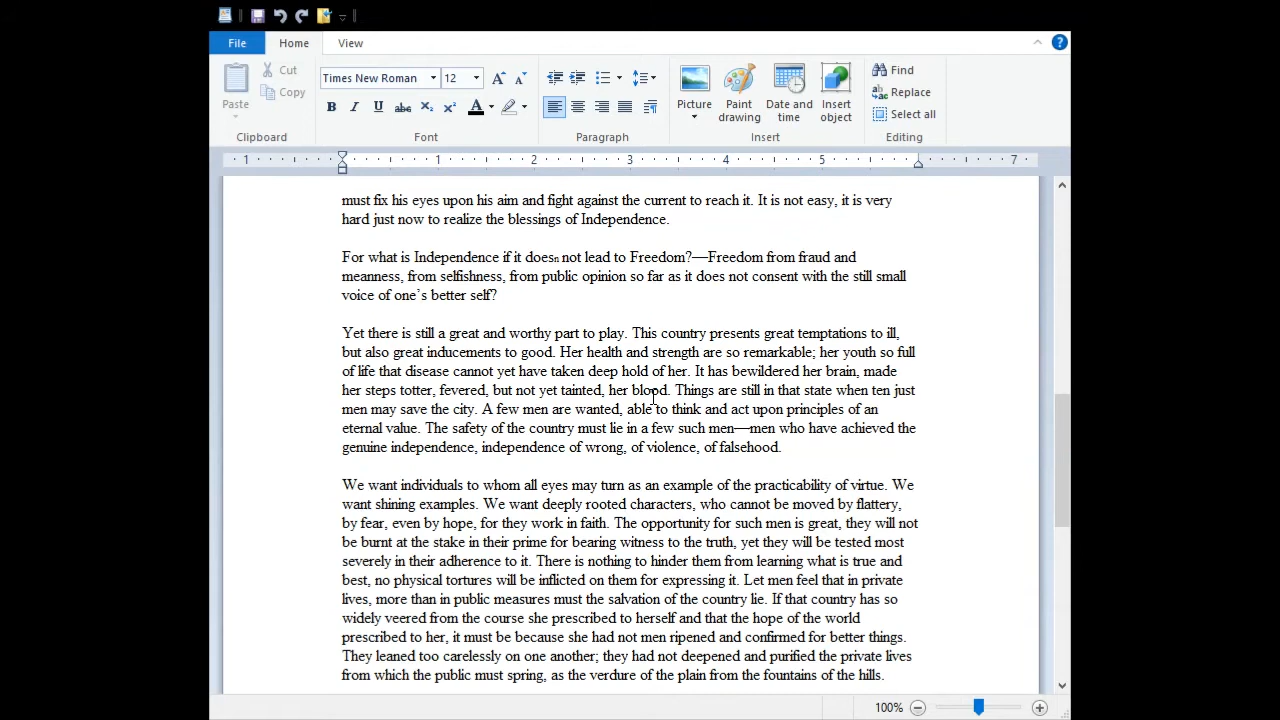 File Home View
Cut
Copy
Paste
Clipboard
Times New Roman 12
A A
B I U abc X₂ X² A
Font
Paragraph
Picture
Paint drawing
Date and time
Insert object
Insert
Find
Replace
Select all
Editing
1 1 2 3 4 5 7
must fix his eyes upon his aim and fight against the current to reach it. It is not easy, it is very
hard just now to realize the blessings of Independence.
For what is Independence if it doesn not lead to Freedom?—Freedom from fraud and
meanness, from selfishness, from public opinion so far as it does not consent with the still small
voice of one’s better self?
Yet there is still a great and worthy part to play. This country presents great temptations to ill,
but also great inducements to good. Her health and strength are so remarkable; her youth so full
of life that disease cannot yet have taken deep hold of her. It has bewildered her brain, made
her steps totter, fevered, but not yet tainted, her blood. Things are still in that state when ten just
men may save the city. A few men are wanted, able to think and act upon principles of an
eternal value. The safety of the country must lie in a few such men—men who have achieved the
genuine independence, independence of wrong, of violence, of falsehood.
We want individuals to whom all eyes may turn as an example of the practicability of virtue. We
want shining examples. We want deeply rooted characters, who cannot be moved by flattery,
by fear, even by hope, for they work in faith. The opportunity for such men is great, they will not
be burnt at the stake in their prime for bearing witness to the truth, yet they will be tested most
severely in their adherence to it. There is nothing to hinder them from learning what is true and
best, no physical tortures will be inflicted on them for expressing it. Let men feel that in private
lives, more than in public measures must the salvation of the country lie. If that country has so
widely veered from the course she prescribed to herself and that the hope of the world
prescribed to her, it must be because she had not men ripened and confirmed for better things.
They leaned too carelessly on one another; they had not deepened and purified the private lives
from which the public must spring, as the verdure of the plain from the fountains of the hills.
100%